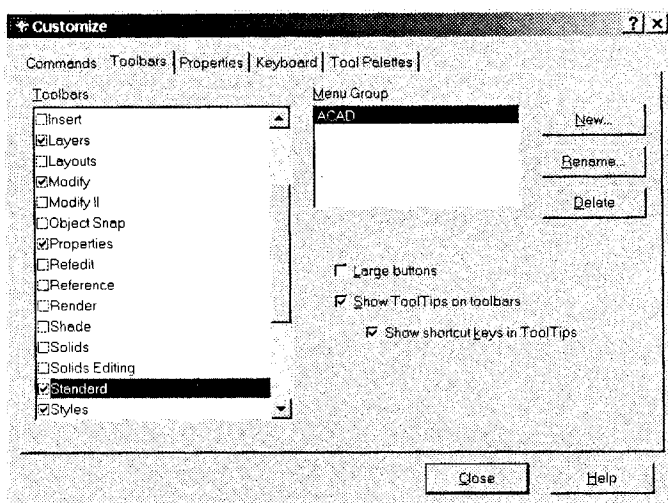 Customize
Commands Toolbars Properties Keyboard Tool Palettes
Toolbars
Insert
Layers
Layouts
Modify
Modify II
Object Snap
Properties
Refedit
Reference
Render
Shade
Solids
Solids Editing
Standard
Styles
Menu Group
ACAD
New...
Rename...
Delete
Large buttons
Show ToolTips on toolbars
Show shortcut keys in ToolTips
Close
Help